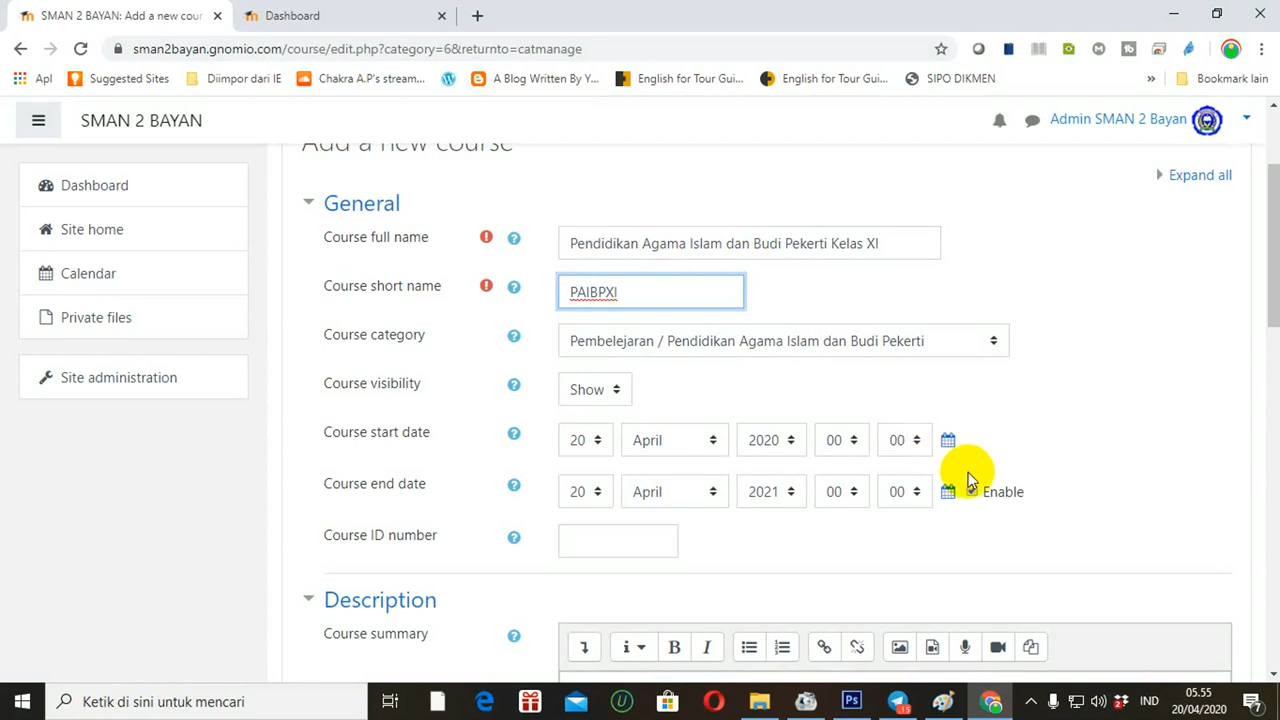 SMAN 2 BAYAN: Add a new cour
Dashboard
sman2bayan.gnomio.com/course/edit.php?category=6&returnto=catmanage
Apl
Suggested Sites
Diimpor dari IE
Chakra A.P's stream...
A Blog Written By Y...
English for Tour Gui...
English for Tour Gui...
SIPO DIKMEN
»
Bookmark lain
SMAN 2 BAYAN
Admin SMAN 2 Bayan
Add a new course
Dashboard
Site home
Calendar
Private files
Site administration
Expand all
General
Course full name
Pendidikan Agama Islam dan Budi Pekerti Kelas XI
Course short name
PAIBPXI
Course category
Pembelejaran / Pendidikan Agama Islam dan Budi Pekerti
Course visibility
Show
Course start date
20 April 2020 00 00
Course end date
20 April 2021 00 00 Enable
Course ID number
Description
Course summary
Ketik di sini untuk mencari
15
IND
05.55
20/04/2020
7